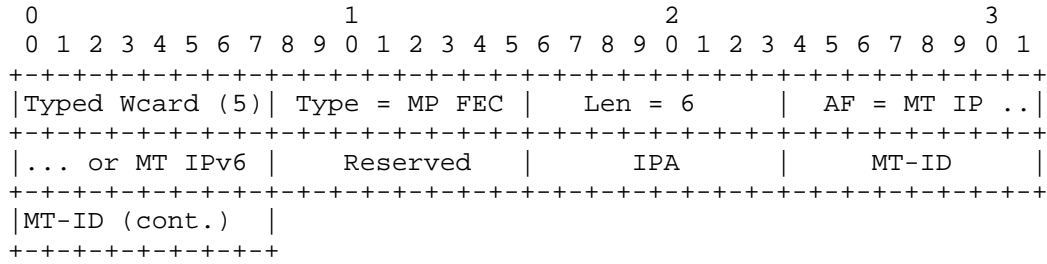 0                   1                   2                   3
 0 1 2 3 4 5 6 7 8 9 0 1 2 3 4 5 6 7 8 9 0 1 2 3 4 5 6 7 8 9 0 1
+-+-+-+-+-+-+-+-+-+-+-+-+-+-+-+-+-+-+-+-+-+-+-+-+-+-+-+-+-+-+-+-+
|Typed Wcard (5)| Type = MP FEC |   Len = 6     |  AF = MT IP ..|
+-+-+-+-+-+-+-+-+-+-+-+-+-+-+-+-+-+-+-+-+-+-+-+-+-+-+-+-+-+-+-+-+
|... or MT IPv6 |    Reserved   |      IPA      |     MT-ID     |
+-+-+-+-+-+-+-+-+-+-+-+-+-+-+-+-+-+-+-+-+-+-+-+-+-+-+-+-+-+-+-+-+
|MT-ID (cont.)  |
+-+-+-+-+-+-+-+-+